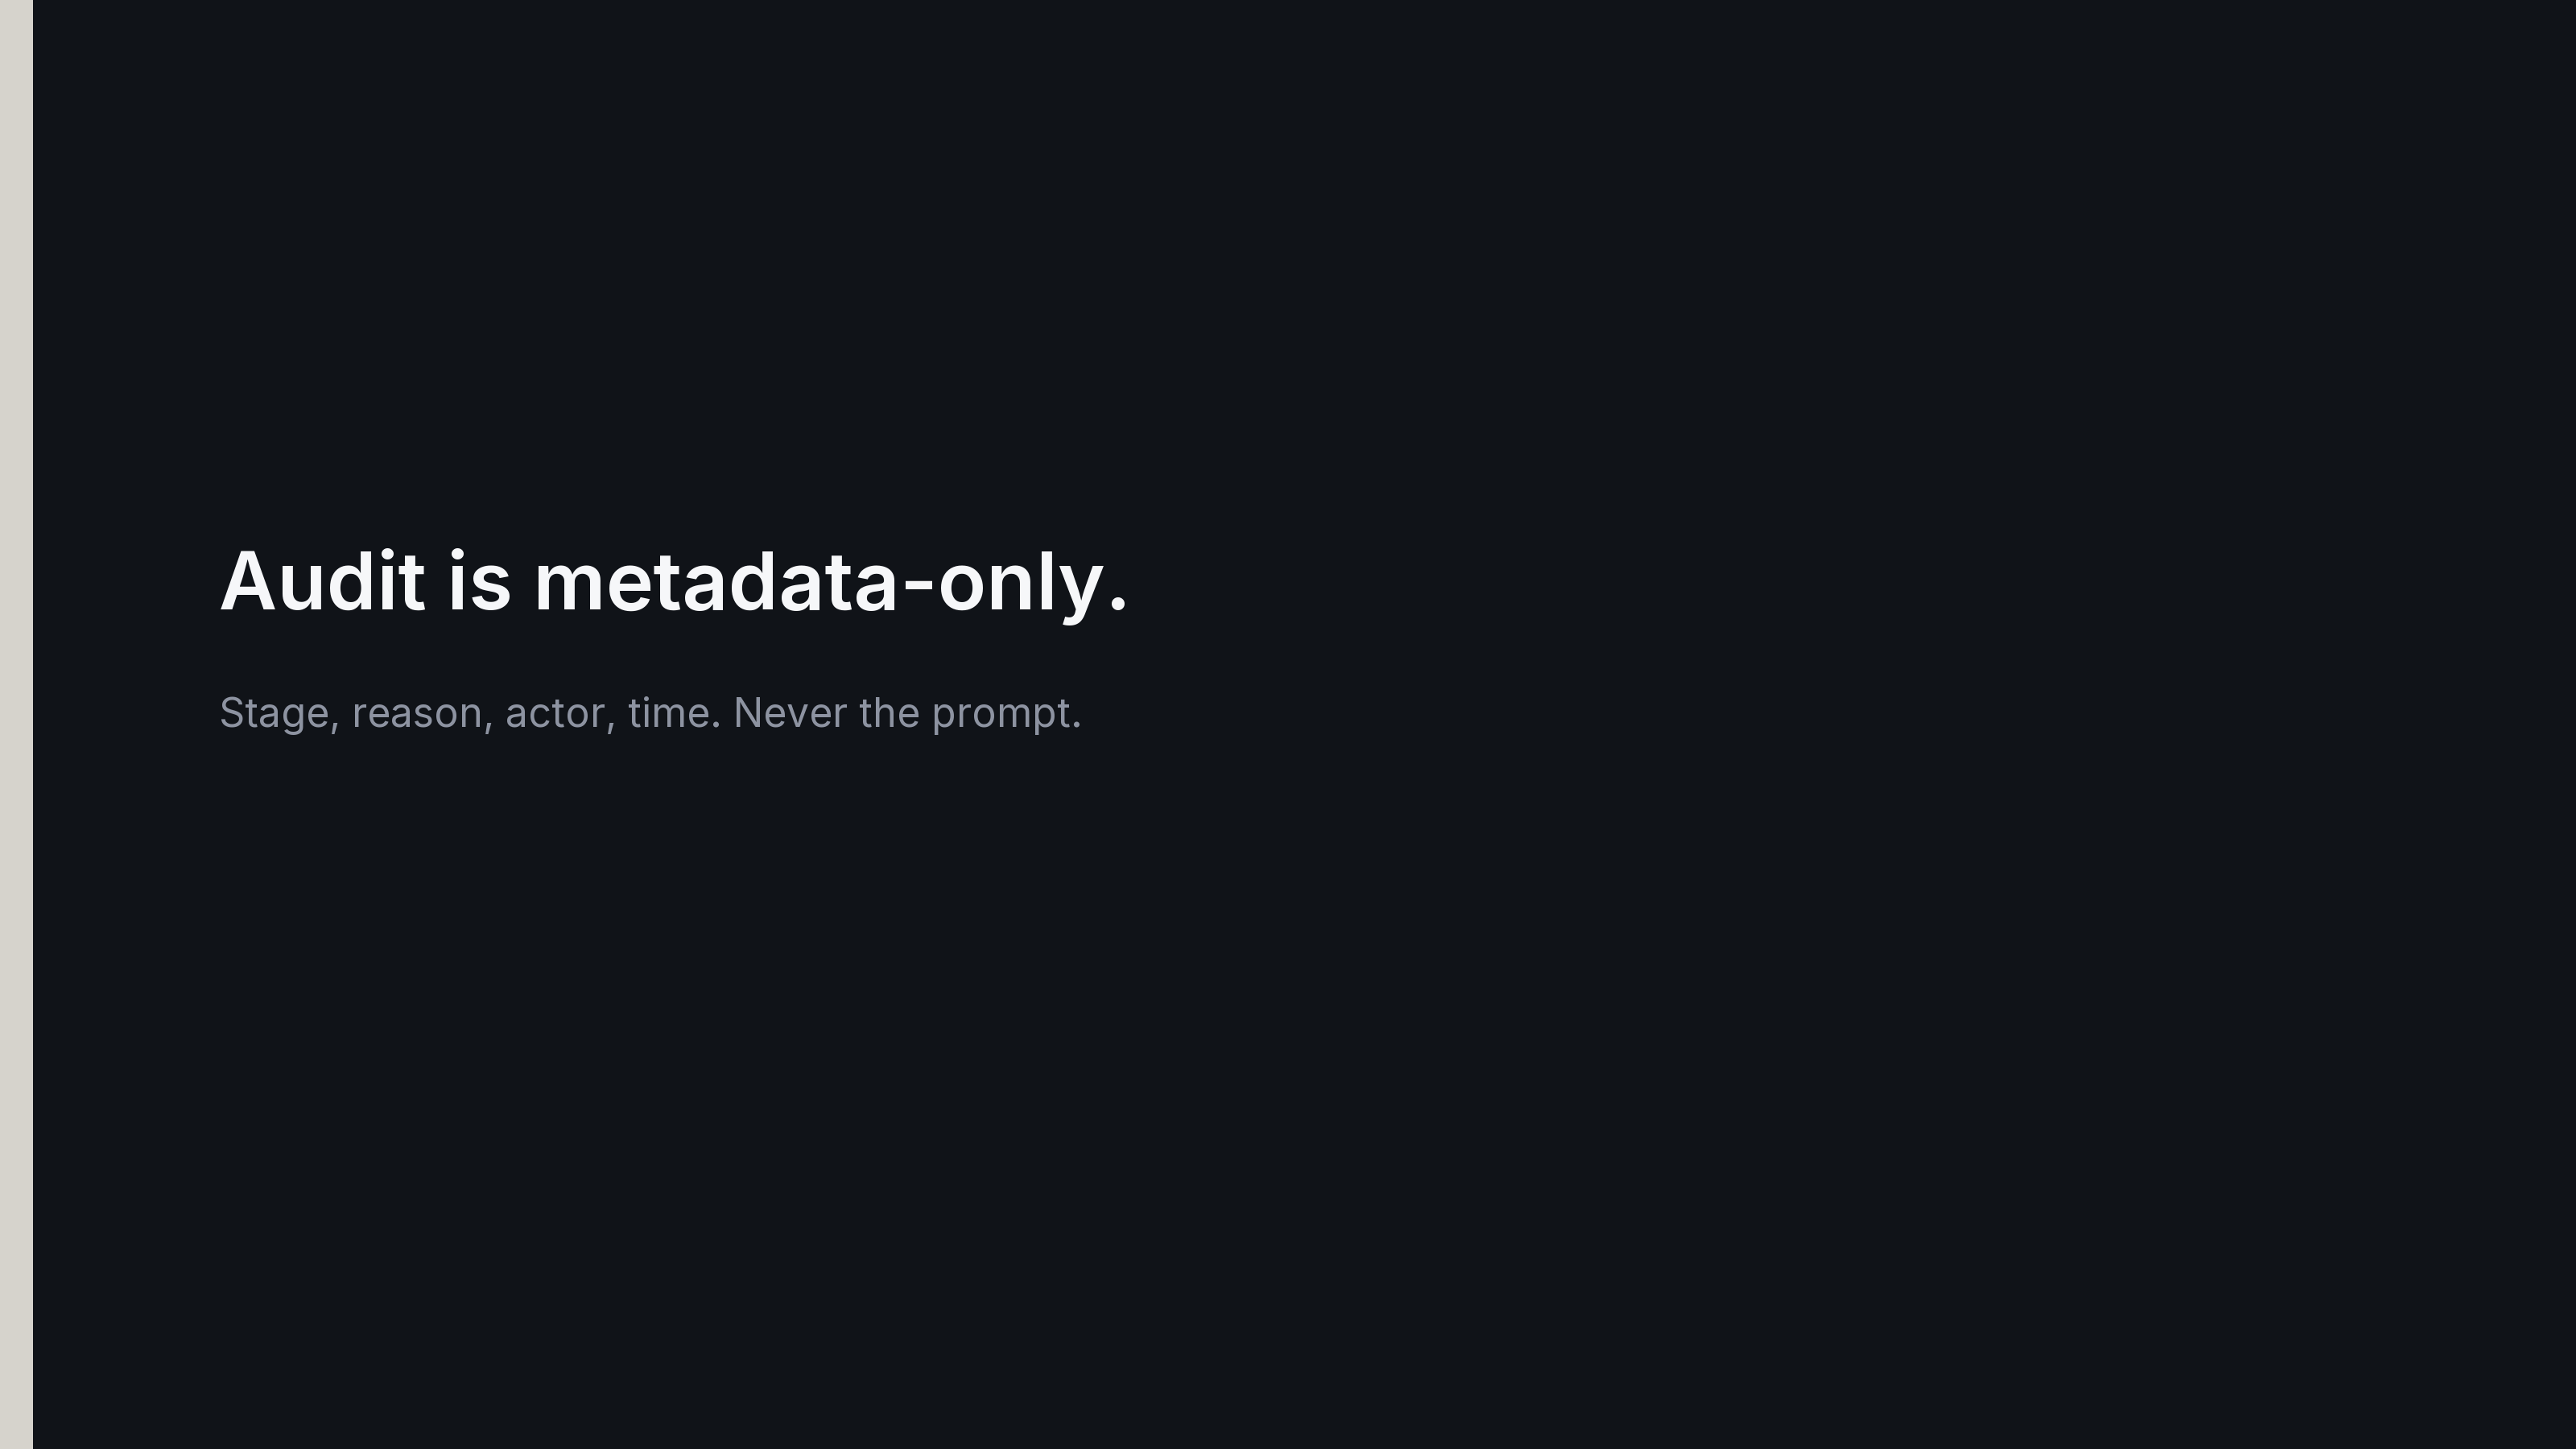 Audit is metadata-only.
Stage, reason, actor, time. Never the prompt.